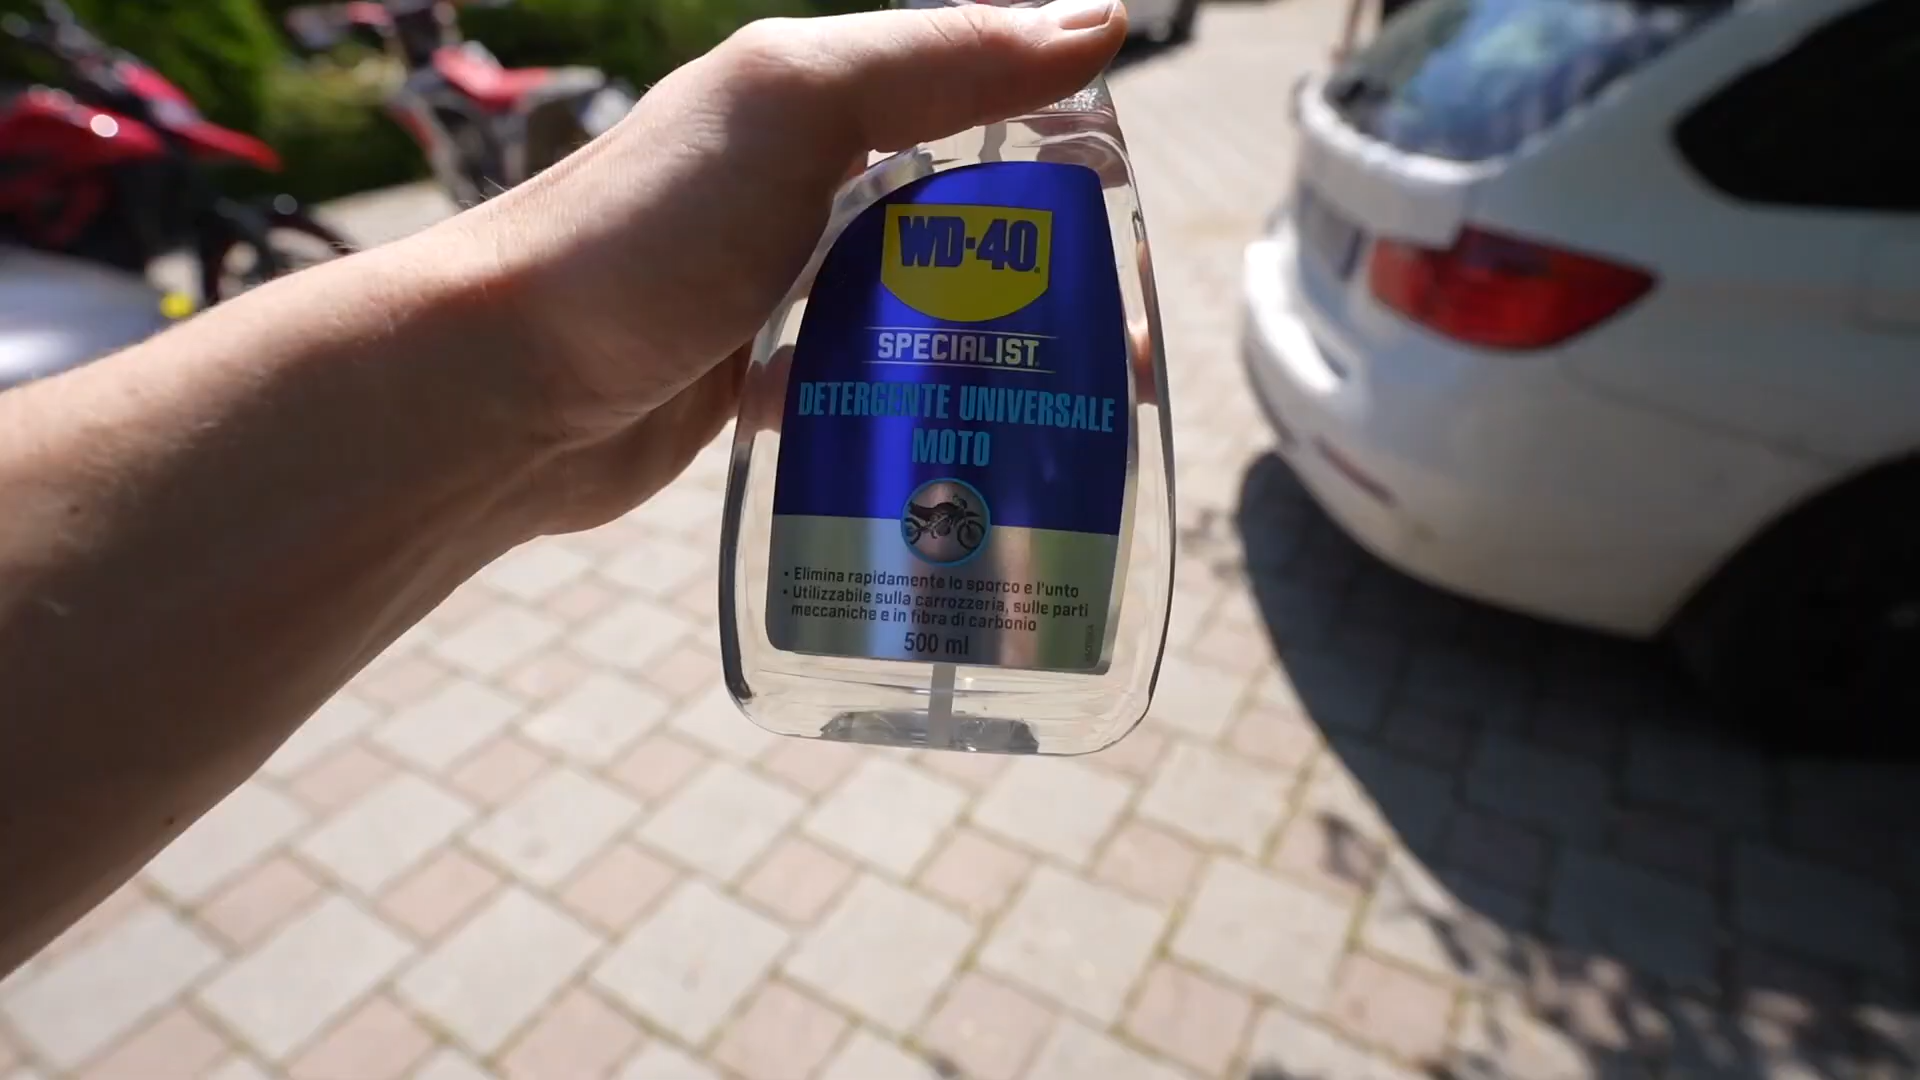 WD-40
SPECIALIST
DETERGENTE UNIVERSALE
MOTO
• Elimina rapidamente lo sporco e l'unto
• Utilizzabile sulla carrozzeria, sulle parti
meccaniche e in fibra di carbonio
500 ml